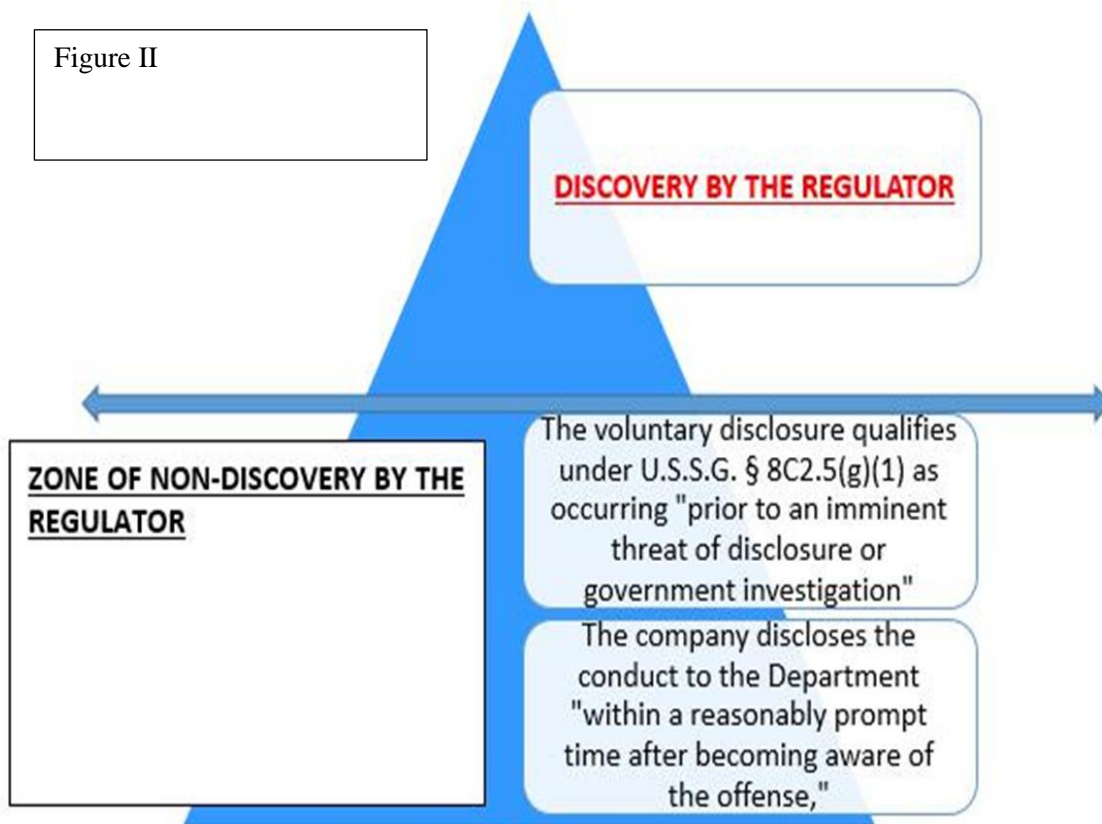 Figure II
DISCOVERY BY THE REGULATOR
ZONE OF NON-DISCOVERY BY THE
REGULATOR
The voluntary disclosure qualifies
under U.S.S.G. § 8C2.5(g)(1) as
occurring "prior to an imminent
threat of disclosure or
government investigation"
The company discloses the
conduct to the Department
"within a reasonably prompt
time after becoming aware of
the offense,"